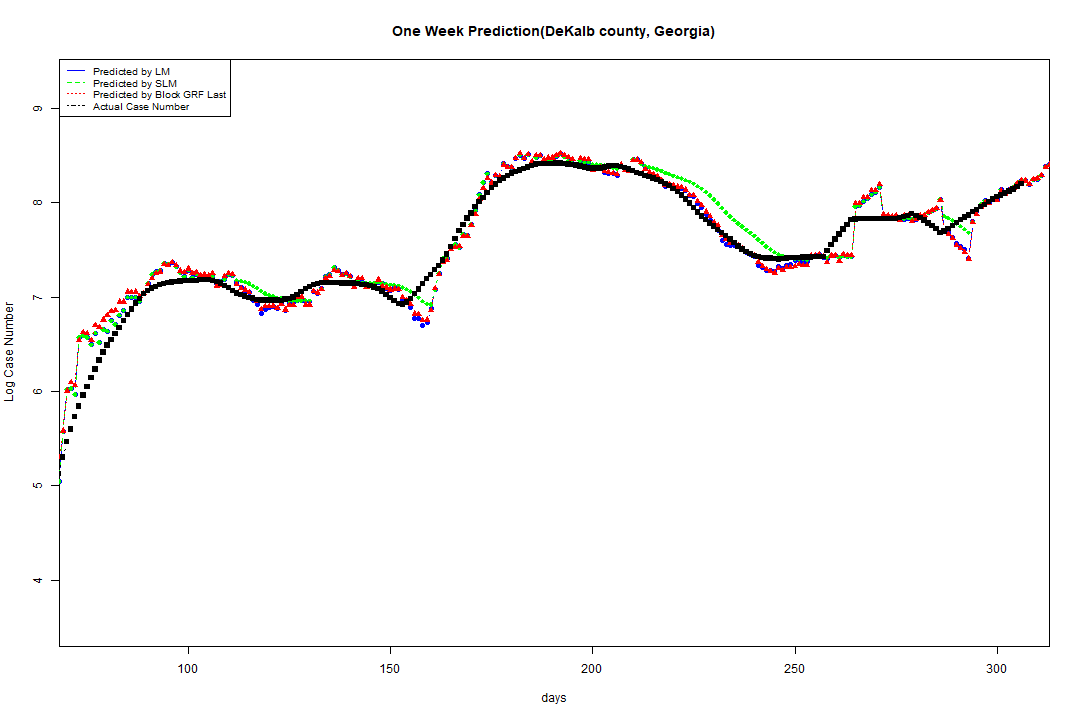 One Week Prediction(DeKalb county, Georgia)
Predicted by LM
Predicted by SLM
Predicted by Block GRF Last
Actual Case Number
Log Case Number
9
8
7
6
5
4
100 150 200 250 300
days